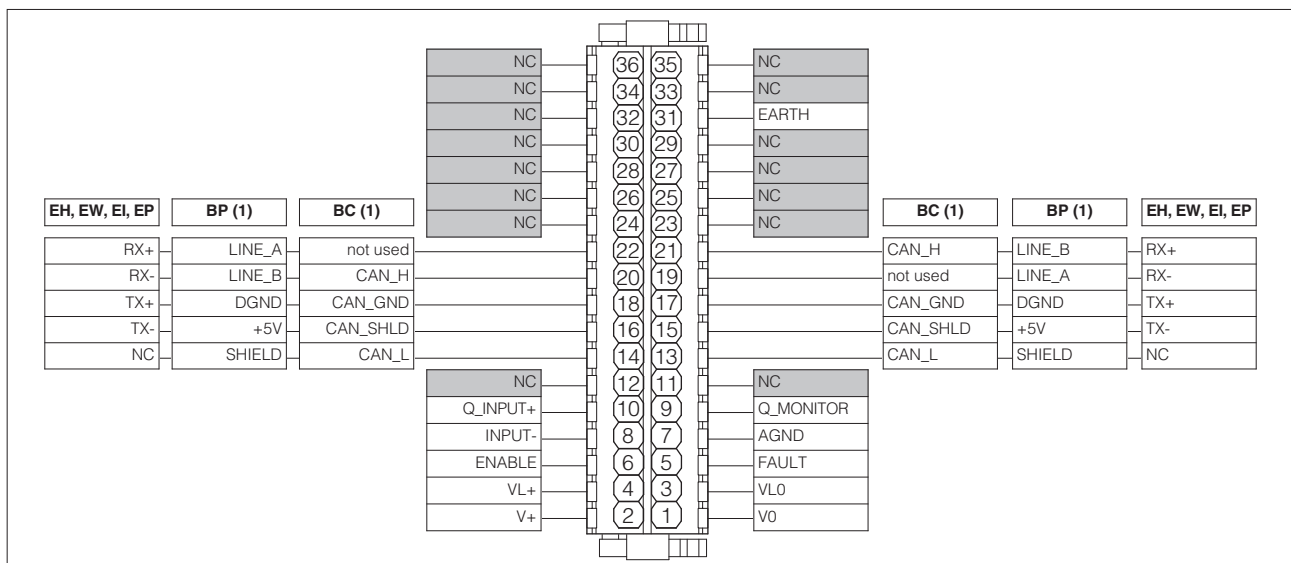 NC 36 35 NC
NC 34 33 NC
NC 32 31 EARTH
NC 30 29 NC
NC 28 27 NC
NC 26 25 NC
NC 24 23 NC
EH, EW, EI, EP BP (1) BC (1) BC (1) BP (1) EH, EW, EI, EP
RX+ LINE_A not used 22 21 CAN_H LINE_B RX+
RX- LINE_B CAN_H 20 19 not used LINE_A RX-
TX+ DGND CAN_GND 18 17 CAN_GND DGND TX+
TX- +5V CAN_SHLD 16 15 CAN_SHLD +5V TX-
NC SHIELD CAN_L 14 13 CAN_L SHIELD NC
NC 12 11 NC
Q_INPUT+ 10 9 Q_MONITOR
INPUT- 8 7 AGND
ENABLE 6 5 FAULT
VL+ 4 3 VL0
V+ 2 1 V0